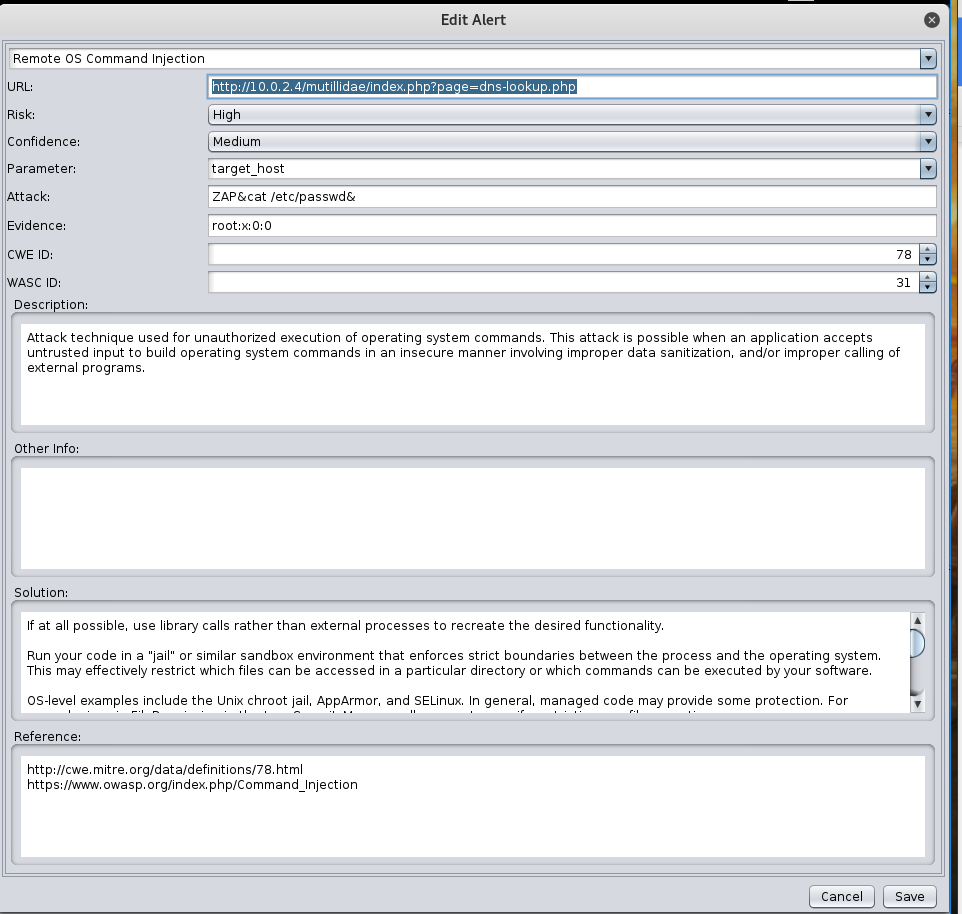 Edit Alert
Remote OS Command Injection
URL: http://10.0.2.4/mutillidae/index.php?page=dns-lookup.php
Risk: High
Confidence: Medium
Parameter: target_host
Attack: ZAP&cat /etc/passwd&
Evidence: root:x:0:0
CWE ID: 78
WASC ID: 31
Description:
Attack technique used for unauthorized execution of operating system commands. This attack is possible when an application accepts
untrusted input to build operating system commands in an insecure manner involving improper data sanitization, and/or improper calling of
external programs.
Other Info:
Solution:
If at all possible, use library calls rather than external processes to recreate the desired functionality.
Run your code in a "jail" or similar sandbox environment that enforces strict boundaries between the process and the operating system.
This may effectively restrict which files can be accessed in a particular directory or which commands can be executed by your software.
OS-level examples include the Unix chroot jail, AppArmor, and SELinux. In general, managed code may provide some protection. For
Reference:
http://cwe.mitre.org/data/definitions/78.html
https://www.owasp.org/index.php/Command_Injection
Cancel Save